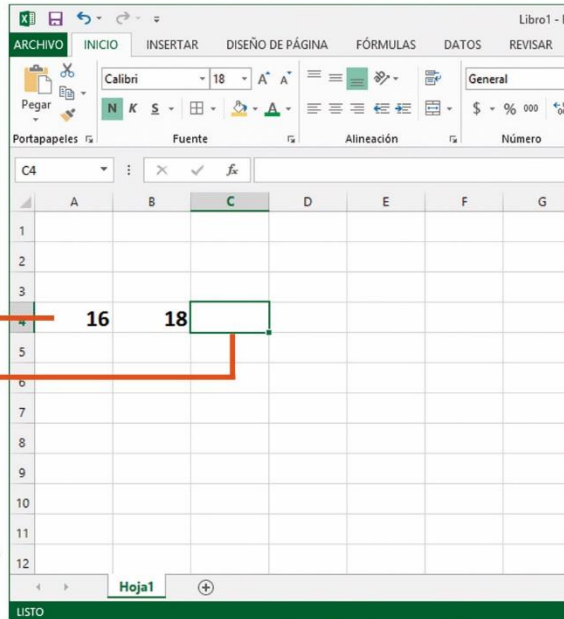 Libro1 -
ARCHIVO INICIO INSERTAR DISEÑO DE PÁGINA FÓRMULAS DATOS REVISAR
Pegar
Calibri 18 A A
General
N K S A
$ % 000
Portapapeles Fuente Alineación Número
C4 fx
A B C D E F G
1
2
3
4 16 18
5
6
7
8
9
10
11
12
Hoja1
LISTO